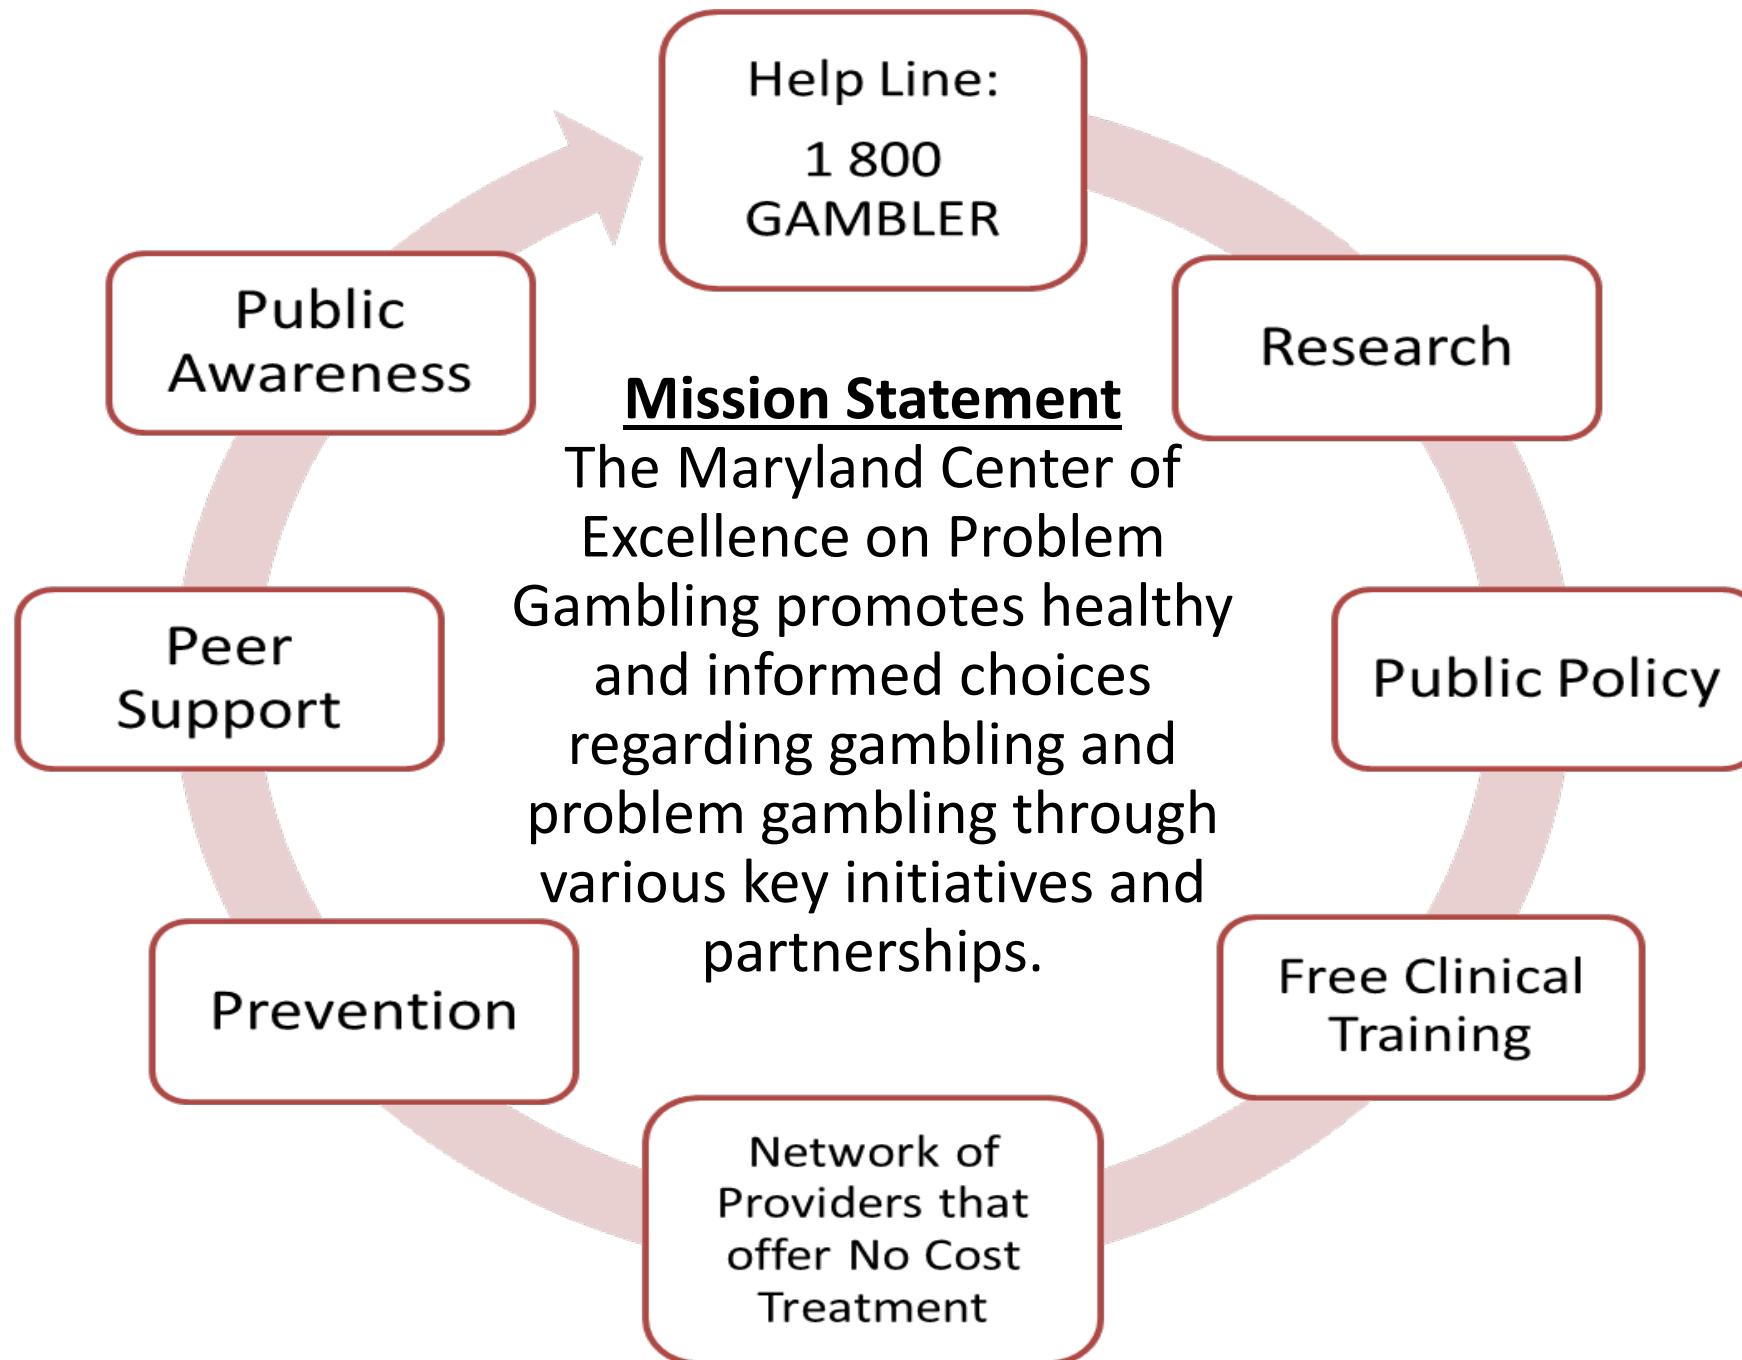 Help Line:
1 800
GAMBLER
Research
Public Policy
Free Clinical
Training
Network of
Providers that
offer No Cost
Treatment
Prevention
Peer
Support
Public
Awareness
Mission Statement
The Maryland Center of
Excellence on Problem
Gambling promotes healthy
and informed choices
regarding gambling and
problem gambling through
various key initiatives and
partnerships.